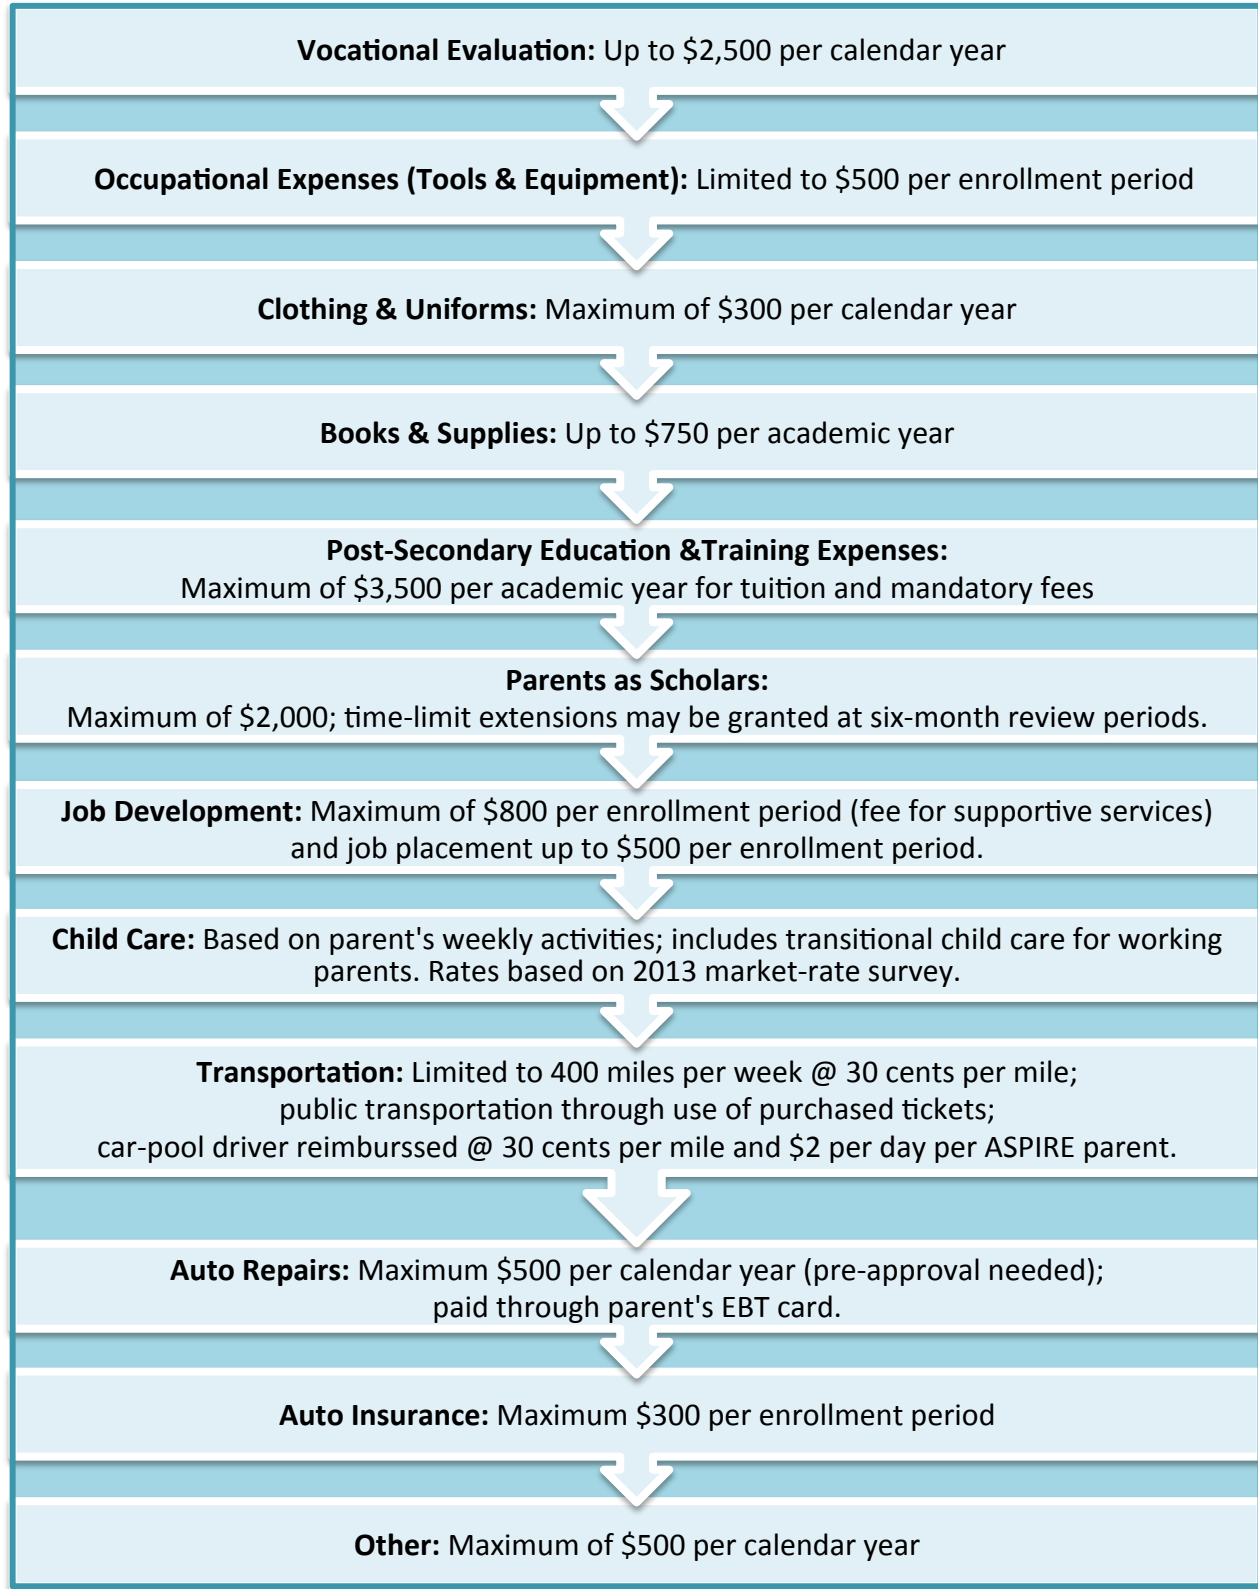 Vocational Evaluation: Up to $2,500 per calendar year
Occupational Expenses (Tools & Equipment): Limited to $500 per enrollment period
Clothing & Uniforms: Maximum of $300 per calendar year
Books & Supplies: Up to $750 per academic year
Post-Secondary Education &Training Expenses:
Maximum of $3,500 per academic year for tuition and mandatory fees
Parents as Scholars:
Maximum of $2,000; time-limit extensions may be granted at six-month review periods.
Job Development: Maximum of $800 per enrollment period (fee for supportive services)
and job placement up to $500 per enrollment period.
Child Care: Based on parent's weekly activities; includes transitional child care for working
parents. Rates based on 2013 market-rate survey.
Transportation: Limited to 400 miles per week @ 30 cents per mile;
public transportation through use of purchased tickets;
car-pool driver reimburssed @ 30 cents per mile and $2 per day per ASPIRE parent.
Auto Repairs: Maximum $500 per calendar year (pre-approval needed);
paid through parent's EBT card.
Auto Insurance: Maximum $300 per enrollment period
Other: Maximum of $500 per calendar year